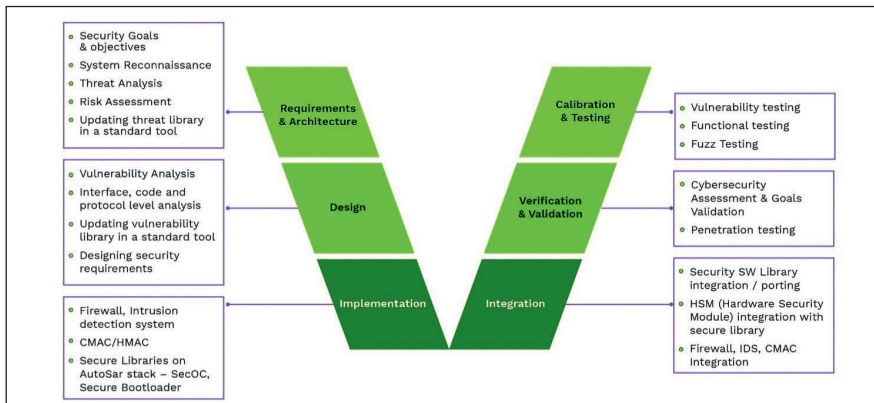 Security Goals
& objectives
System Reconnaissance
Threat Analysis
Risk Assessment
Updating threat library
in a standard tool
Requirements
& Architecture
Calibration
& Testing
Vulnerability testing
Functional testing
Fuzz Testing
Vulnerability Analysis
Interface, code and
protocol level analysis
Updating vulnerability
library in a standard tool
Designing security
requirements
Design
Verification
& Validation
Cybersecurity
Assessment & Goals
Validation
Penetration testing
Firewall, Intrusion
detection system
CMAC/HMAC
Secure Libraries on
AutoSar stack – SecOC,
Secure Bootloader
Implementation
Integration
Security SW Library
integration / porting
HSM (Hardware Security
Module) integration with
secure library
Firewall, IDS, CMAC
Integration